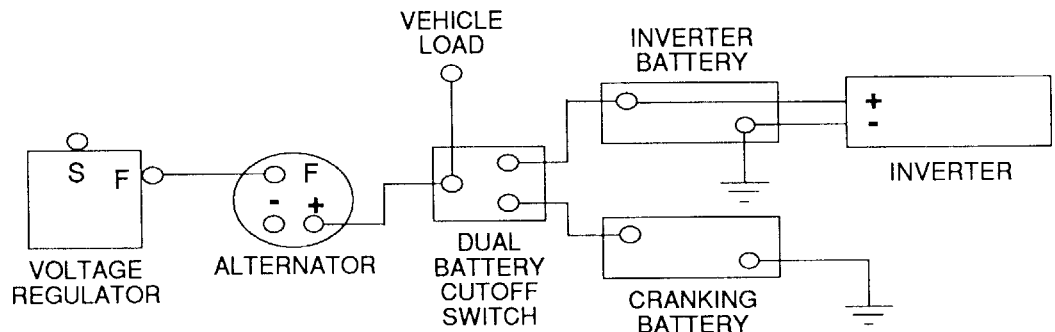 VEHICLE
LOAD
INVERTER
BATTERY
+
-
INVERTER
S
F
F
-
+
VOLTAGE
REGULATOR
ALTERNATOR
DUAL
BATTERY
CUTOFF
SWITCH
CRANKING
BATTERY